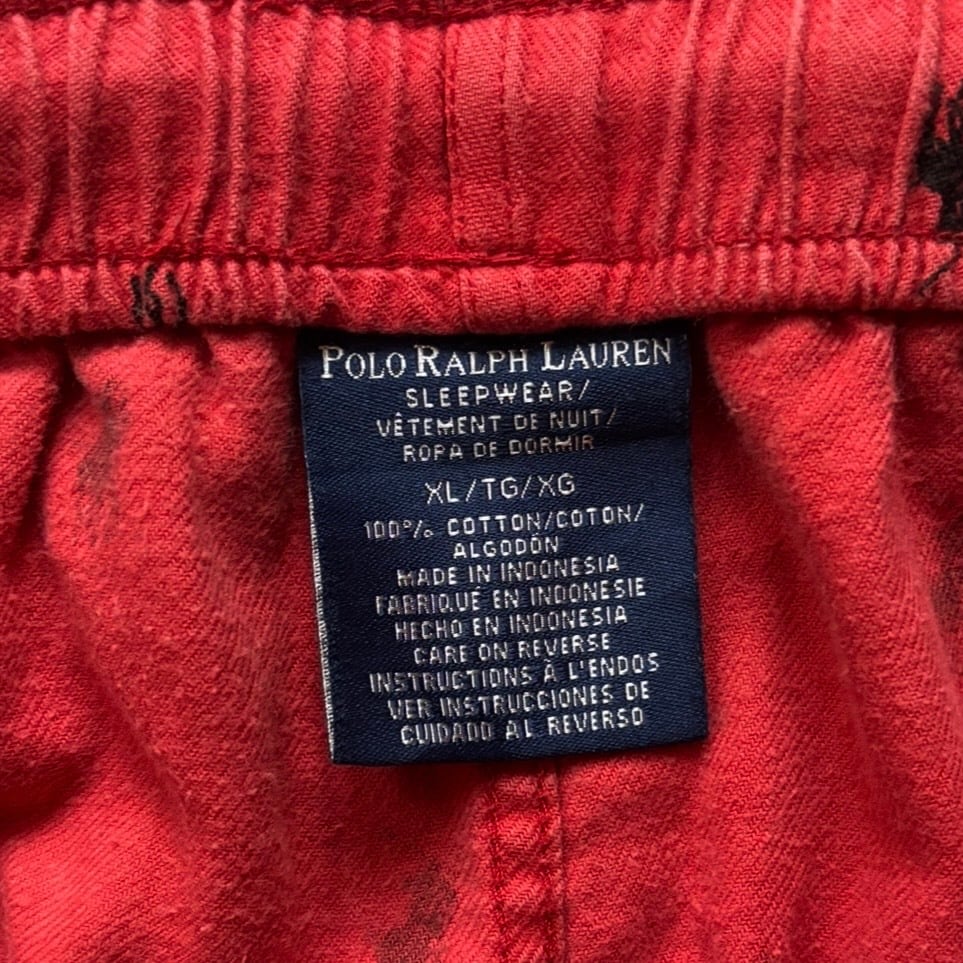 POLO RALPH LAUREN
SLEEPWEAR/
VÊTEMENT DE NUIT/
ROPA DE DORMIR
XL/TG/XG
100% COTTON/COTON/
ALGODÓN
MADE IN INDONESIA
FABRIQUÉ EN INDONESIE
HECHO EN INDONESIA
CARE ON REVERSE
INSTRUCTIONS À L'ENDOS
VER INSTRUCCIONES DE
CUIDADO AL REVERSO